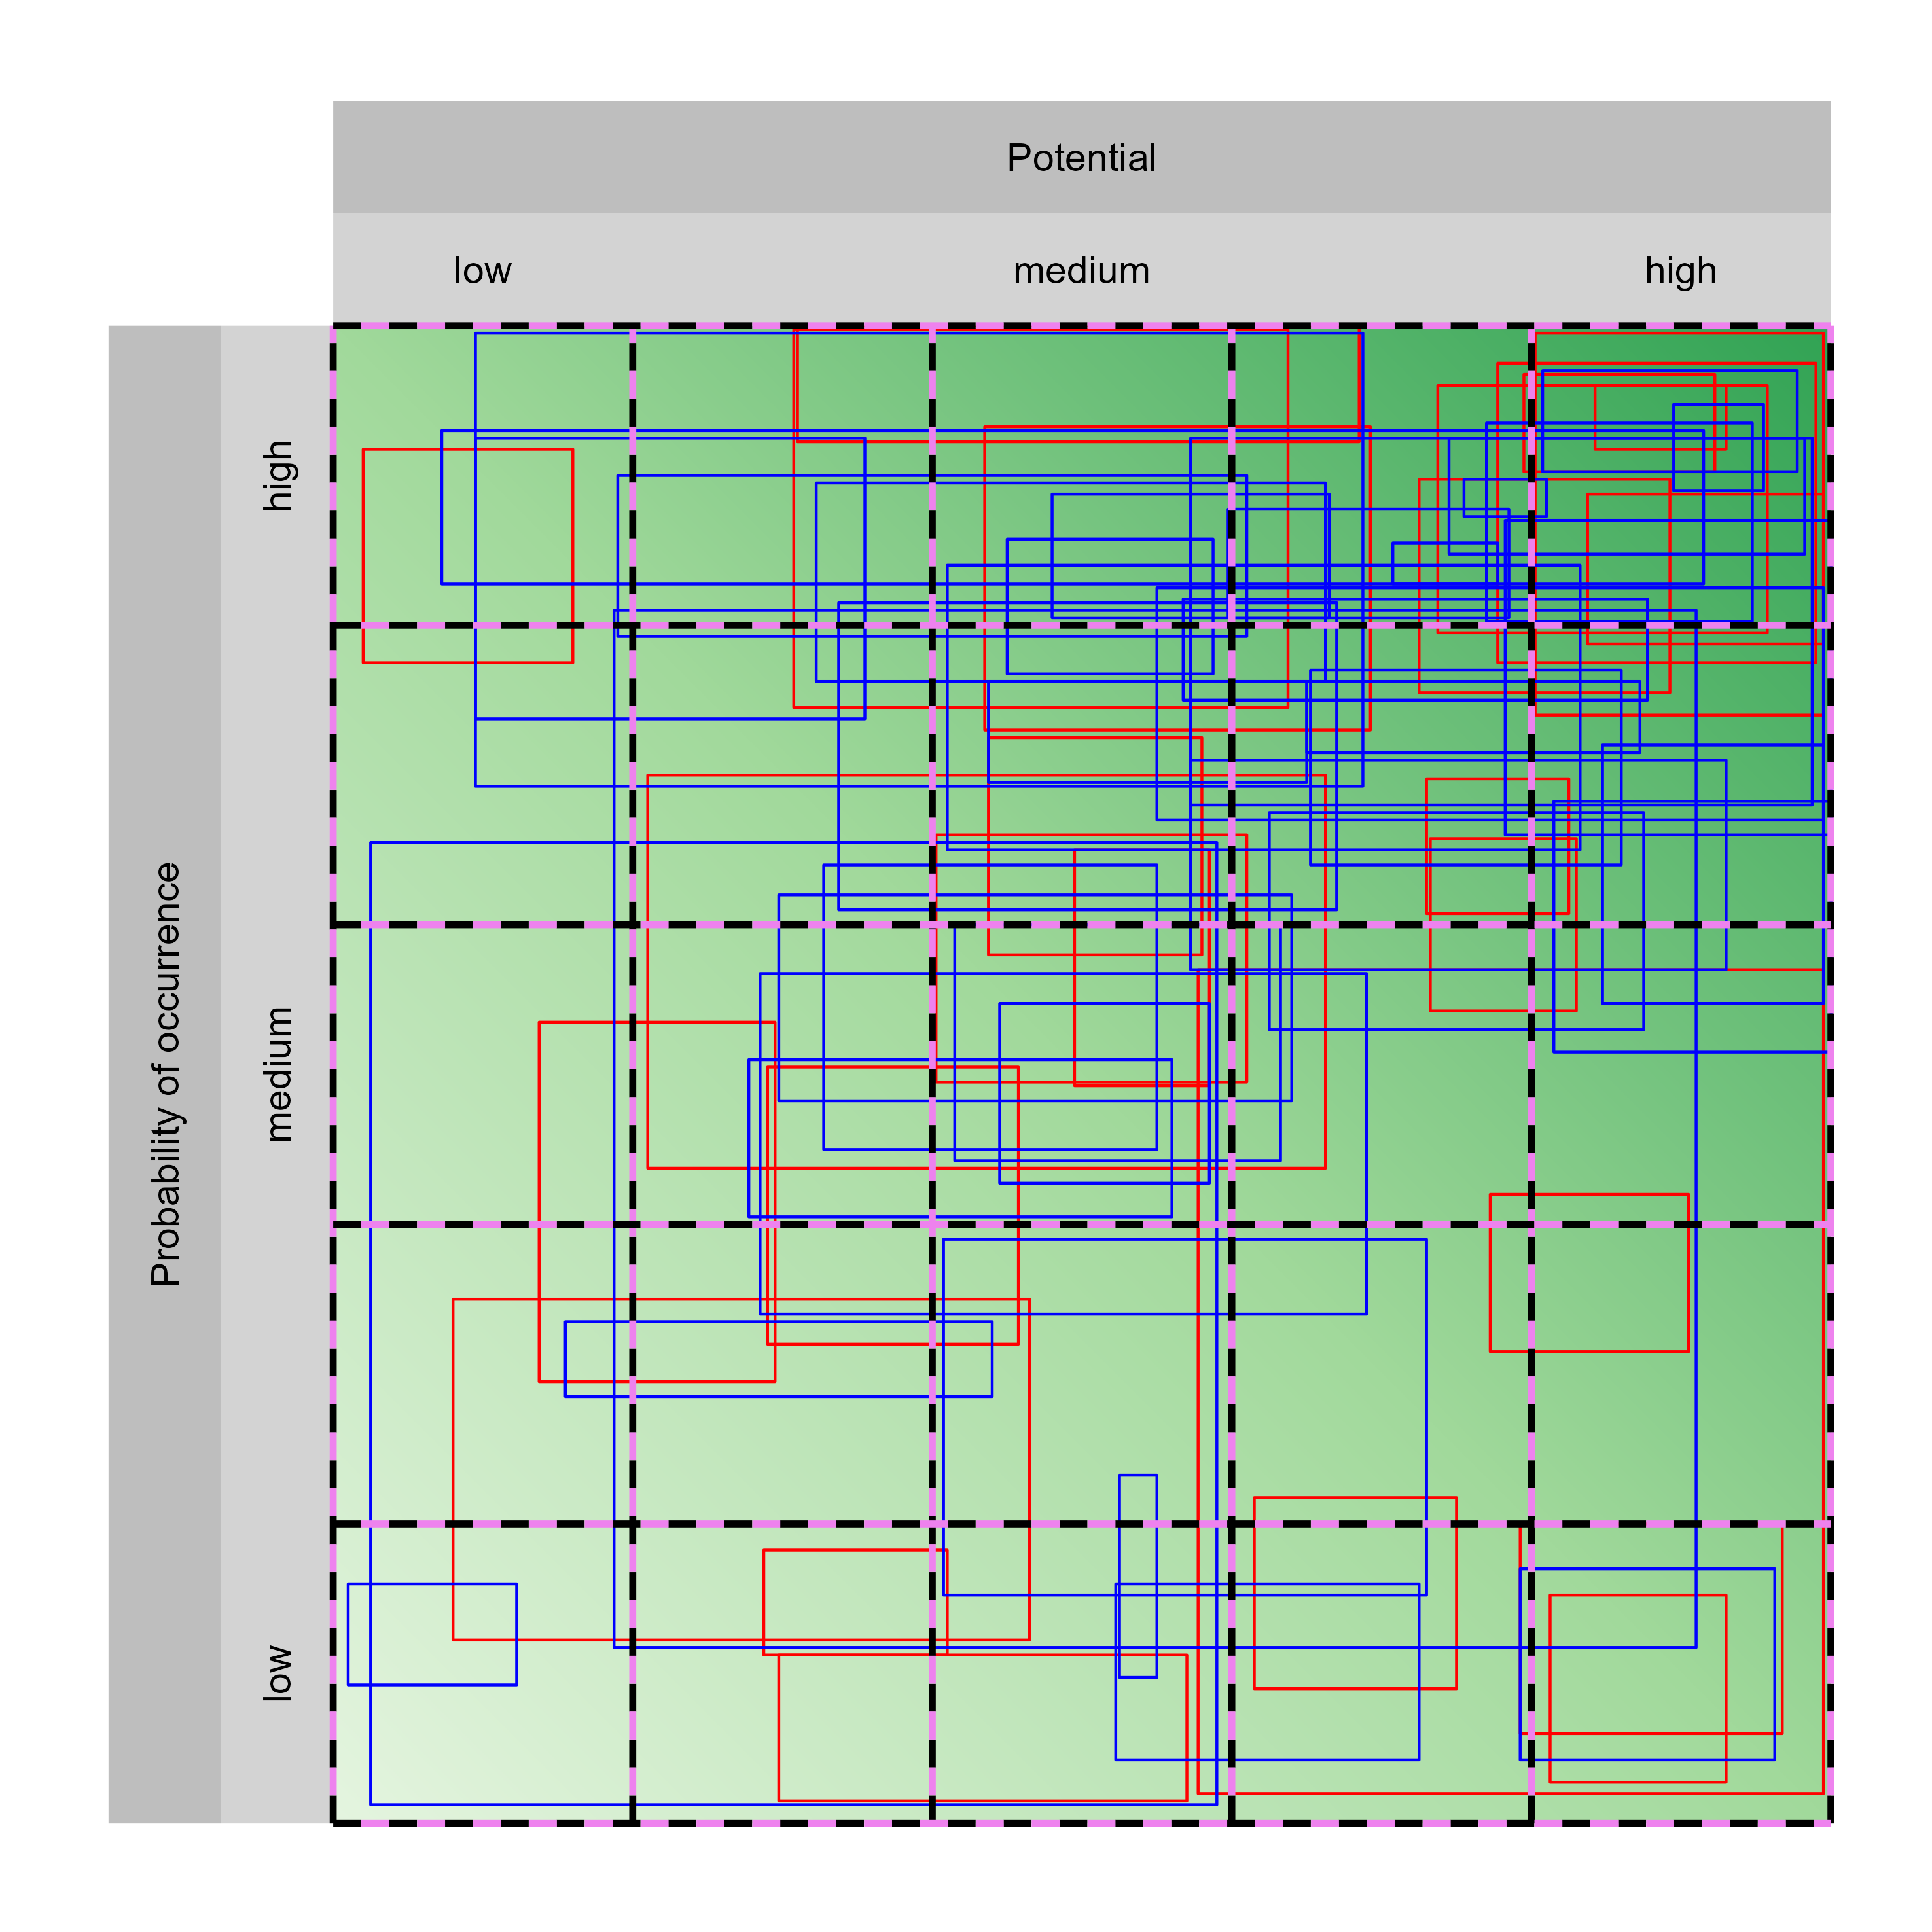 Potential
low medium high
Probability of occurrence
high
medium
low